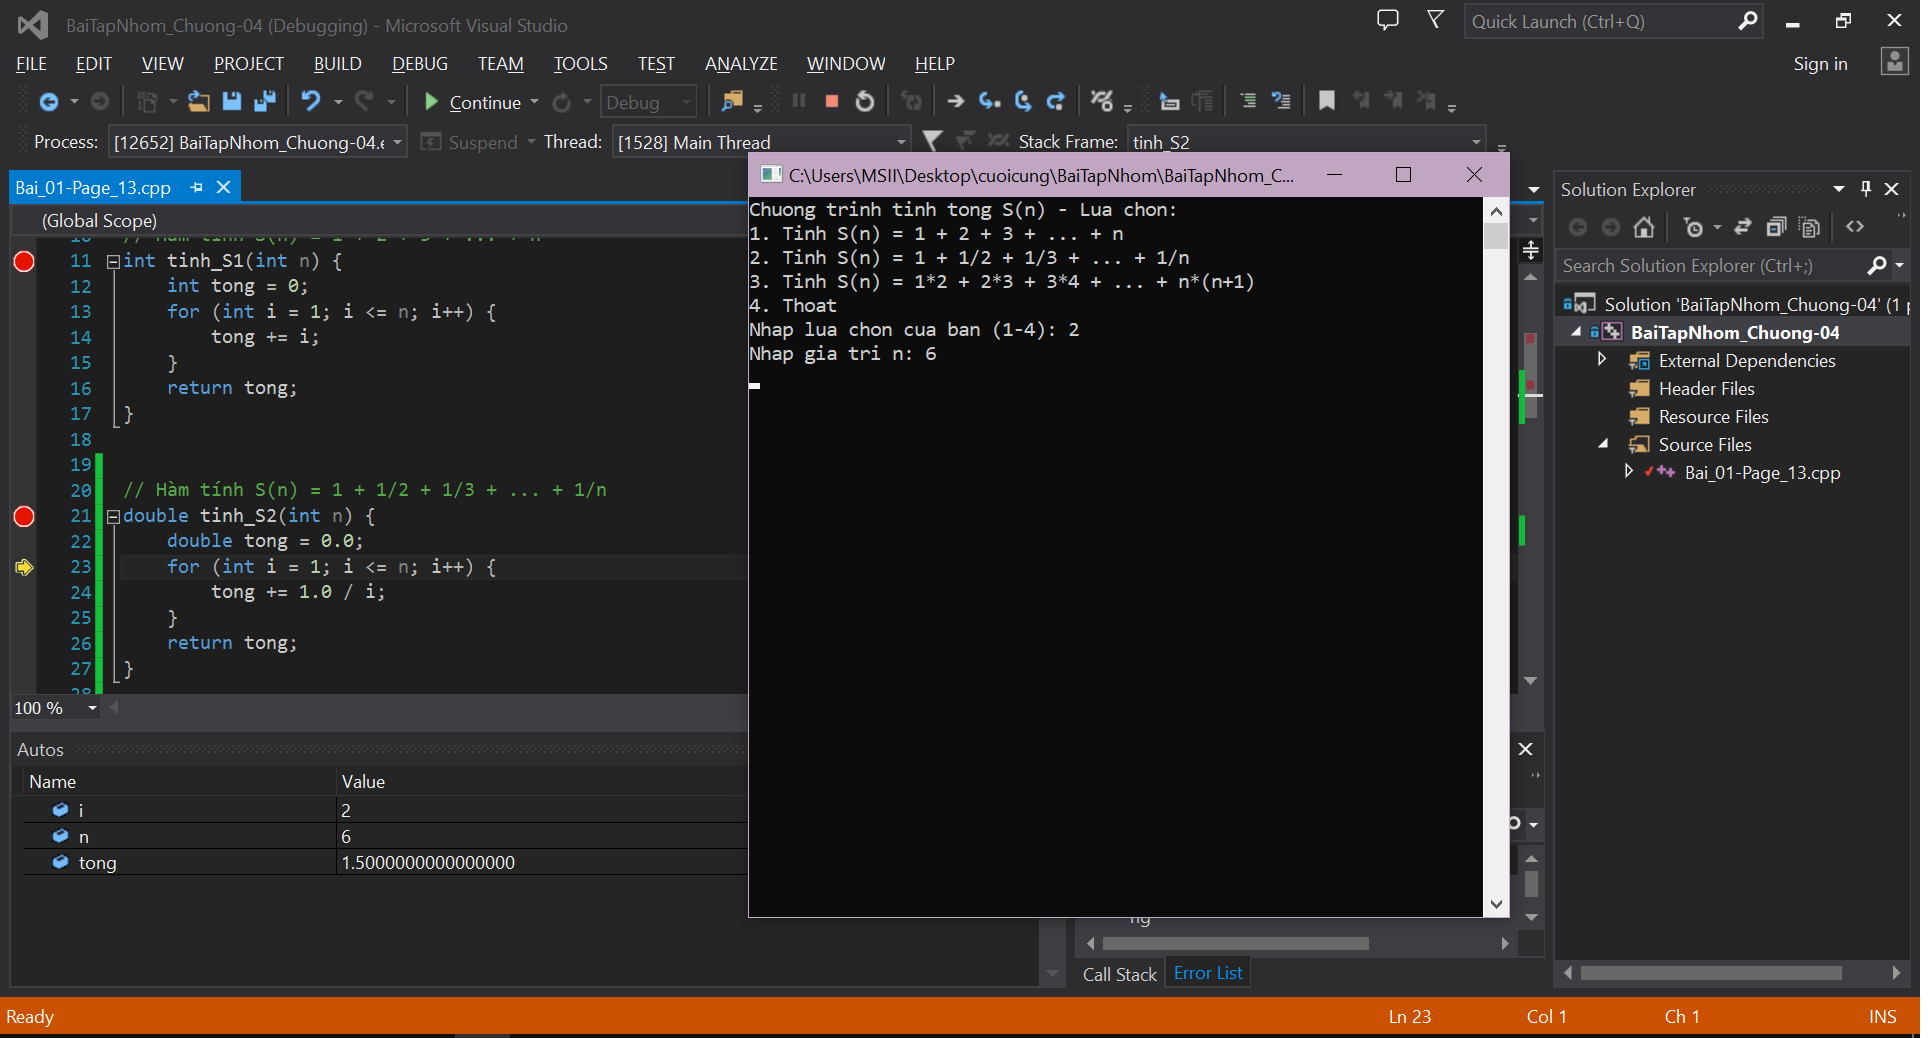 BaiTapNhom_Chuong-04 (Debugging) - Microsoft Visual Studio
Quick Launch (Ctrl+Q)
FILE EDIT VIEW PROJECT BUILD DEBUG TEAM TOOLS TEST ANALYZE WINDOW HELP
Sign in
Continue
Debug
Process: [12652] BaiTapNhom_Chuong-04.e
Suspend
Thread: [1528] Main Thread
Stack Frame: tinh_S2
Bai_01-Page_13.cpp
(Global Scope)
11 int tinh_S1(int n) {
12 int tong = 0;
13 for (int i = 1; i <= n; i++) {
14 tong += i;
15 }
16 return tong;
17 }
18
19
20 // Hàm tính S(n) = 1 + 1/2 + 1/3 + ... + 1/n
21 double tinh_S2(int n) {
22 double tong = 0.0;
23 for (int i = 1; i <= n; i++) {
24 tong += 1.0 / i;
25 }
26 return tong;
27 }
28
100 %
Autos
Name Value
i 2
n 6
tong 1.5000000000000000
C:\Users\MSII\Desktop\cuoicung\BaiTapNhom\BaiTapNhom_C...
Chuong trinh tinh tong S(n) - Lua chon:
1. Tinh S(n) = 1 + 2 + 3 + ... + n
2. Tinh S(n) = 1 + 1/2 + 1/3 + ... + 1/n
3. Tinh S(n) = 1*2 + 2*3 + 3*4 + ... + n*(n+1)
4. Thoat
Nhap lua chon cua ban (1-4): 2
Nhap gia tri n: 6
Call Stack Error List
Solution Explorer
Search Solution Explorer (Ctrl+;)
Solution 'BaiTapNhom_Chuong-04' (1 p
BaiTapNhom_Chuong-04
External Dependencies
Header Files
Resource Files
Source Files
Bai_01-Page_13.cpp
Ready
Ln 23 Col 1 Ch 1 INS